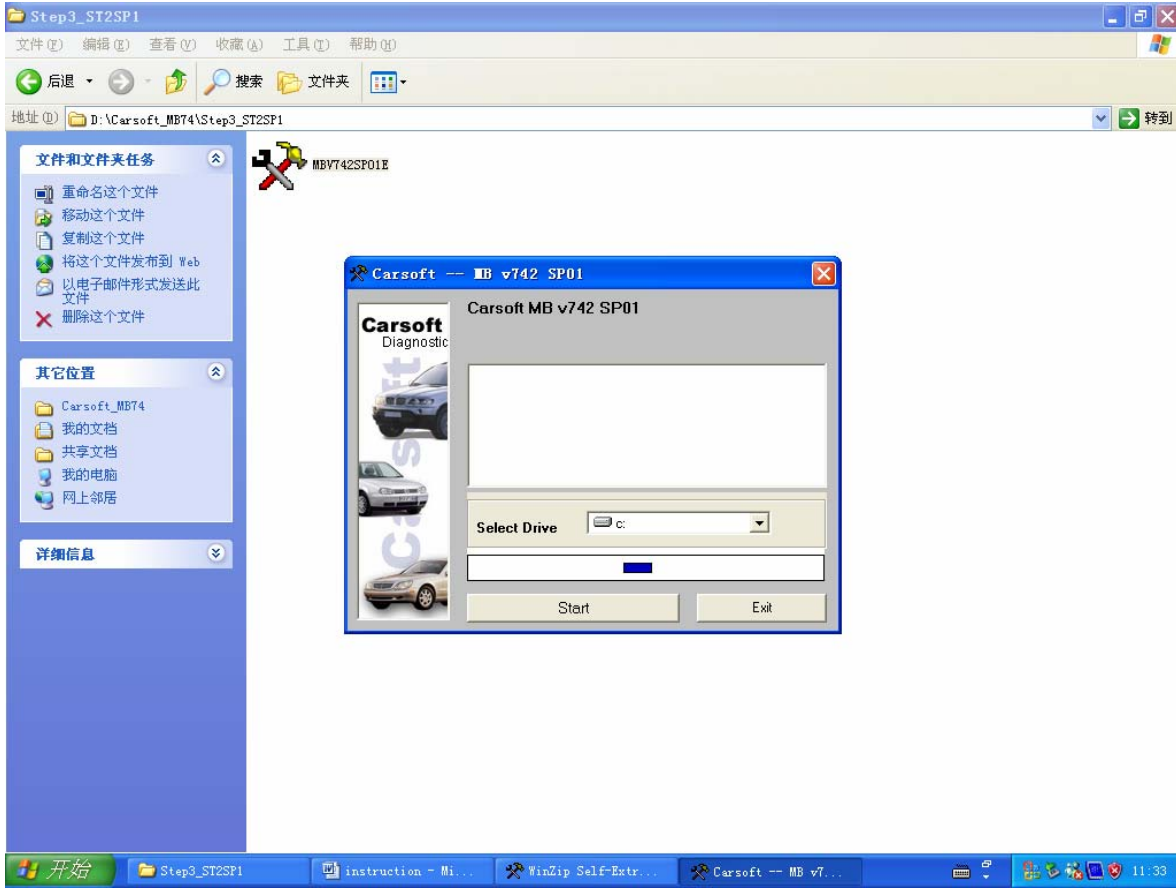 Step3_ST2SP1
文件(F) 编辑(E) 查看(V) 收藏(A) 工具(T) 帮助(H)
后退 搜索 文件夹
地址(D) D:\Carsoft_MB74\Step3_ST2SP1 转到
文件和文件夹任务
重命名这个文件
移动这个文件
复制这个文件
将这个文件发布到 Web
以电子邮件形式发送此
文件
删除这个文件
其它位置
Carsoft_MB74
我的文档
共享文档
我的电脑
网上邻居
详细信息
MBV742SP01E
Carsoft -- MB v742 SP01
Carsoft
Diagnostic
Carsoft
Carsoft MB v742 SP01
Select Drive c:
Start Exit
开始 Step3_ST2SP1 instruction - Mi... WinZip Self-Extr... Carsoft -- MB v7... 11:33